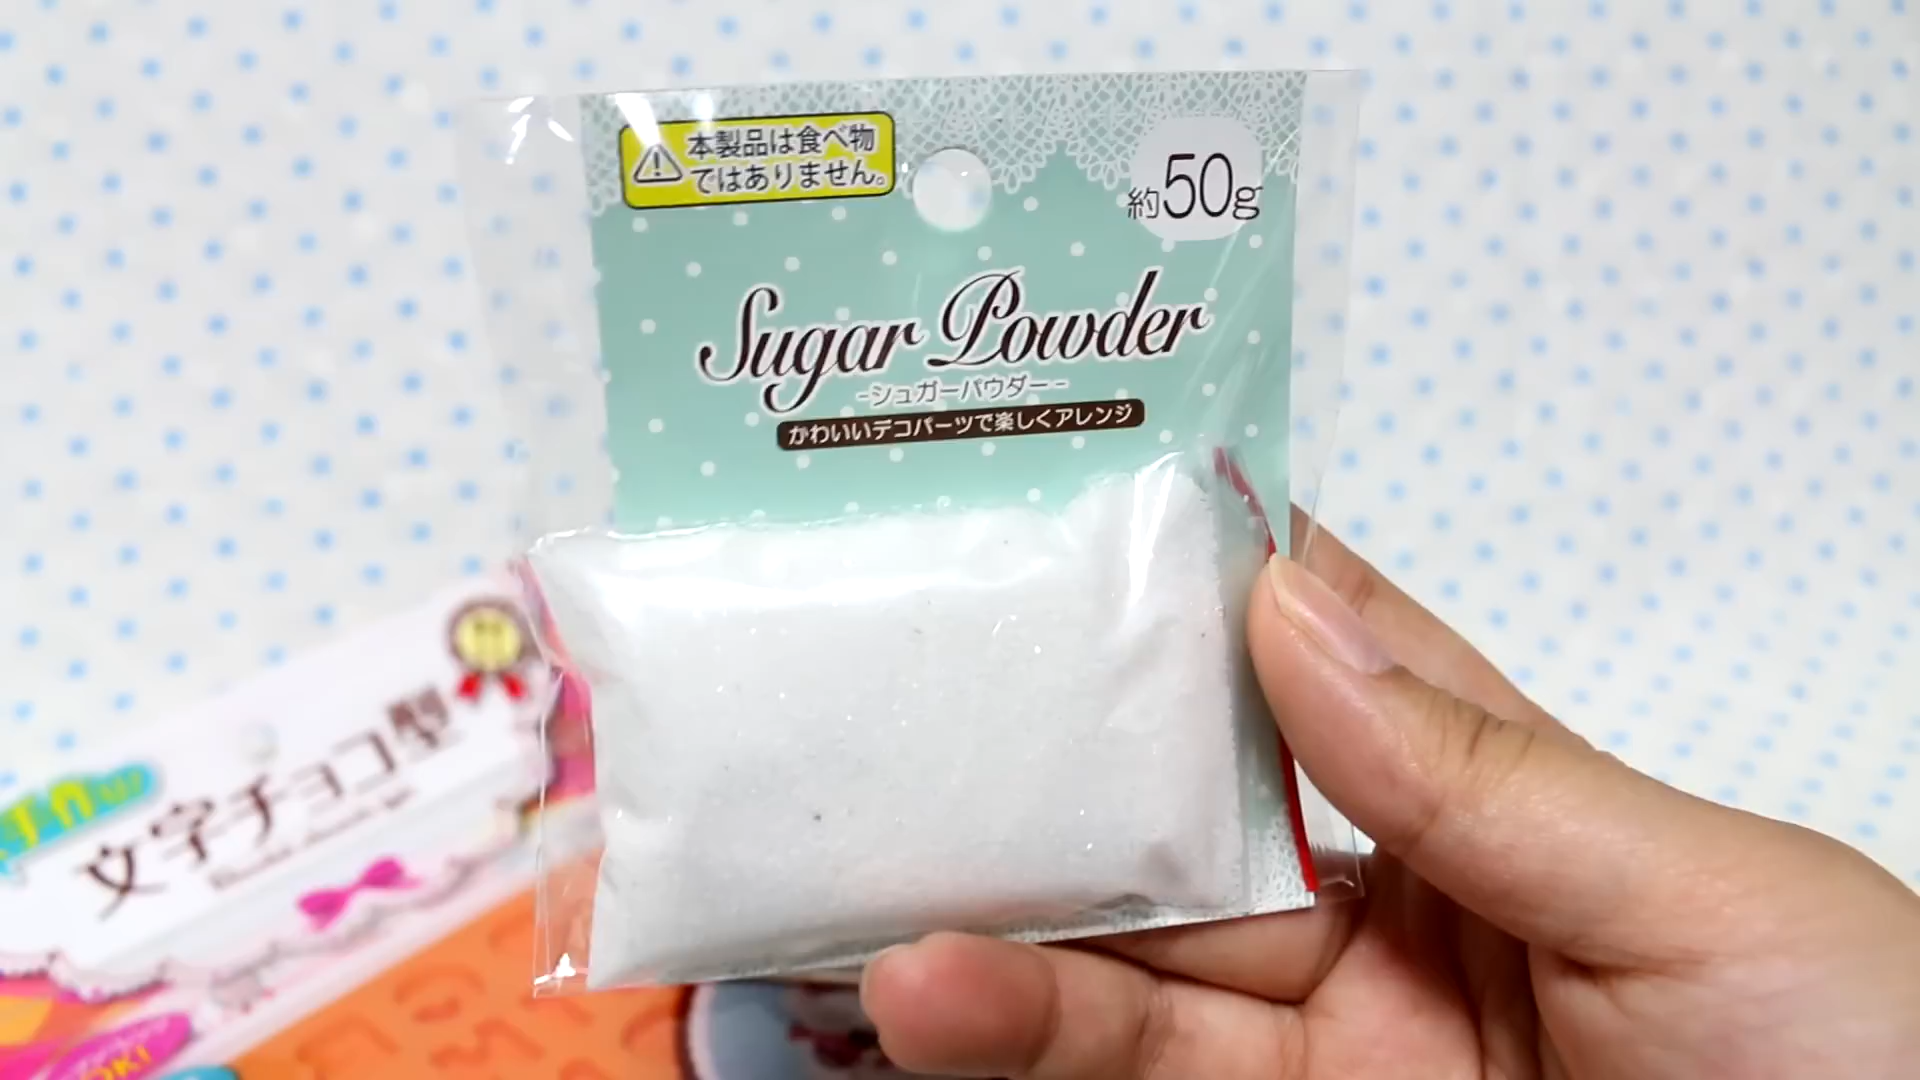 本製品は食べ物
ではありません。
約50g
Sugar Powder
-シュガーパウダー-
かわいいデコパーツで楽しくアレンジ
文字チョコ型